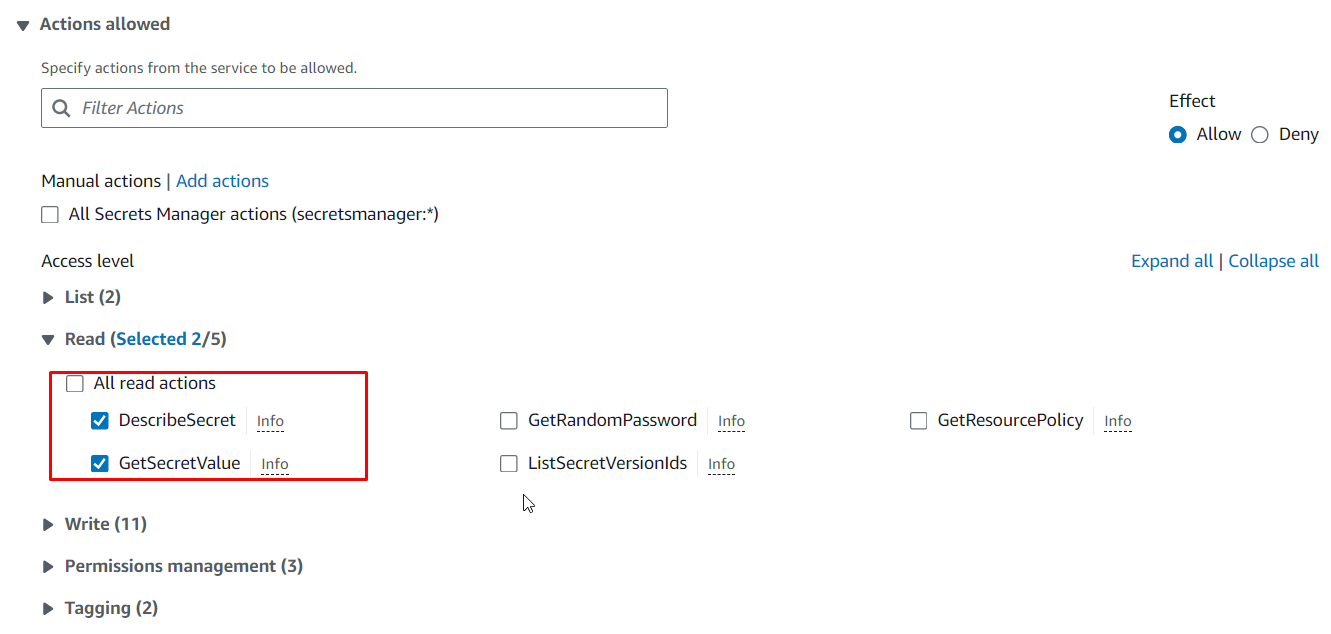 Actions allowed
Specify actions from the service to be allowed.
Filter Actions
Effect
Allow Deny
Manual actions | Add actions
All Secrets Manager actions (secretsmanager:*)
Access level
Expand all | Collapse all
List (2)
Read (Selected 2/5)
All read actions
DescribeSecret Info GetRandomPassword Info GetResourcePolicy Info
GetSecretValue Info ListSecretVersionIds Info
Write (11)
Permissions management (3)
Tagging (2)